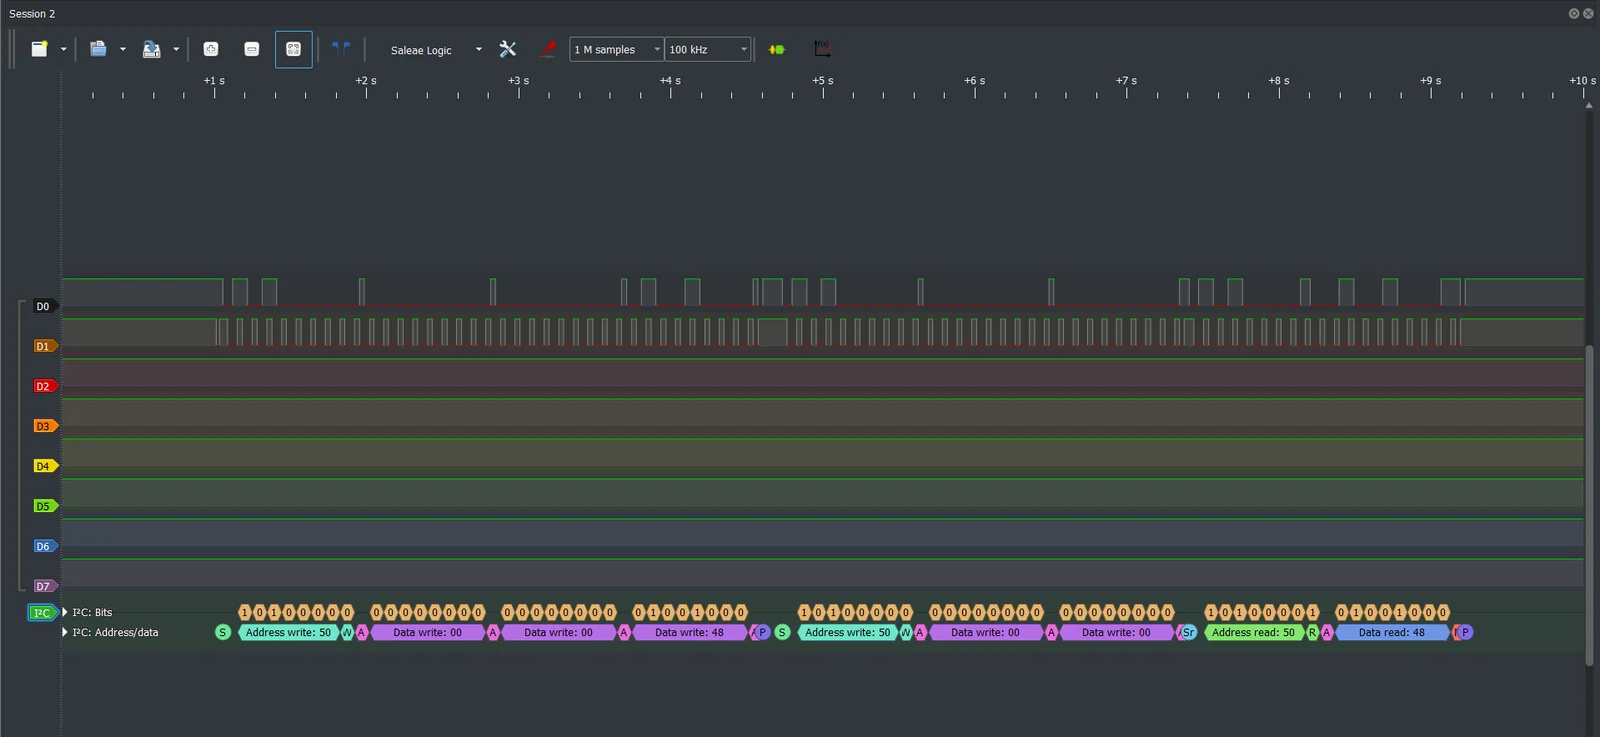 Session 2
Saleae Logic 1 M samples 100 kHz
+1 s +2 s +3 s +4 s +5 s +6 s +7 s +8 s +9 s +10 s
D0
D1
D2
D3
D4
D5
D6
D7
I²C I²C: Bits 1 0 1 0 0 0 0 0 0 0 0 0 0 0 0 0 0 0 0 0 0 0 0 0 0 1 0 0 1 0 0 0 1 0 1 0 0 0 0 0 0 0 0 0 0 0 0 0 0 0 0 0 0 0 0 0 1 0 1 0 0 0 0 1 0 1 0 0 1 0 0 0
I²C: Address/data S Address write: 50 W A Data write: 00 A Data write: 00 A Data write: 48 A P S Address write: 50 W A Data write: 00 A Data write: 00 A Sr Address read: 50 R A Data read: 48 P